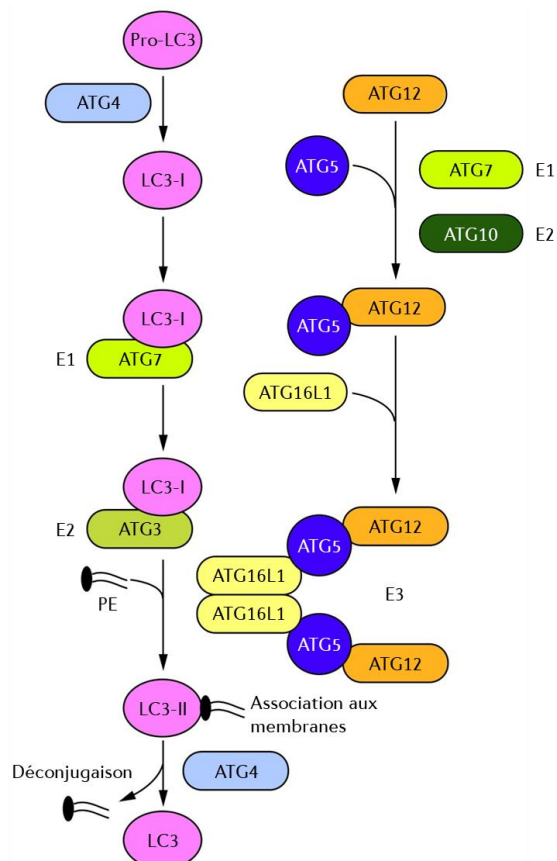 Pro-LC3
ATG4
LC3-I
LC3-I
E1
ATG7
LC3-I
E2
ATG3
PE
LC3-II
Association aux
membranes
Déconjugaison
ATG4
LC3
ATG12
ATG5
ATG7
E1
ATG10
E2
ATG12
ATG5
ATG16L1
ATG12
ATG5
ATG16L1
E3
ATG16L1
ATG5
ATG12